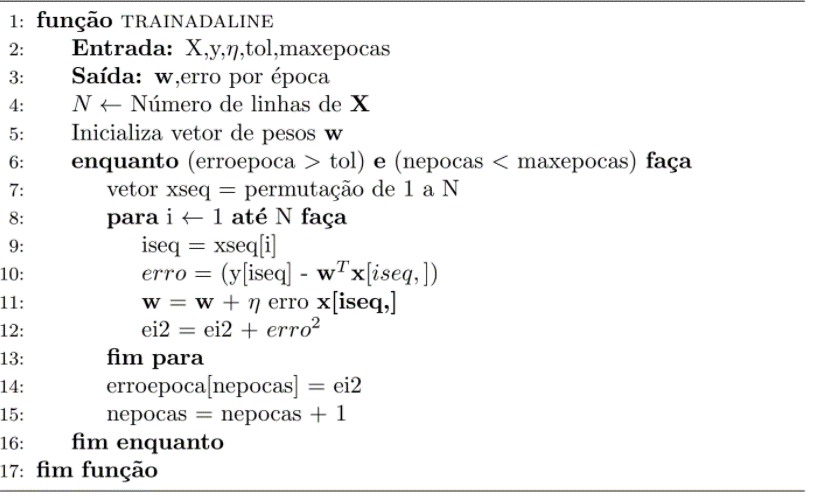 1: função TRAINADALINE
2: Entrada: X,y,η,tol,maxepocas
3: Saída: w,erro por época
4: N ← Número de linhas de X
5: Inicializa vetor de pesos w
6: enquanto (erroepoca > tol) e (nepocas < maxepocas) faça
7: vetor xseq = permutação de 1 a N
8: para i ← 1 até N faça
9: iseq = xseq[i]
10: erro = (y[iseq] - wᵀx[iseq,])
11: w = w + η erro x[iseq,]
12: ei2 = ei2 + erro²
13: fim para
14: erroepoca[nepocas] = ei2
15: nepocas = nepocas + 1
16: fim enquanto
17: fim função